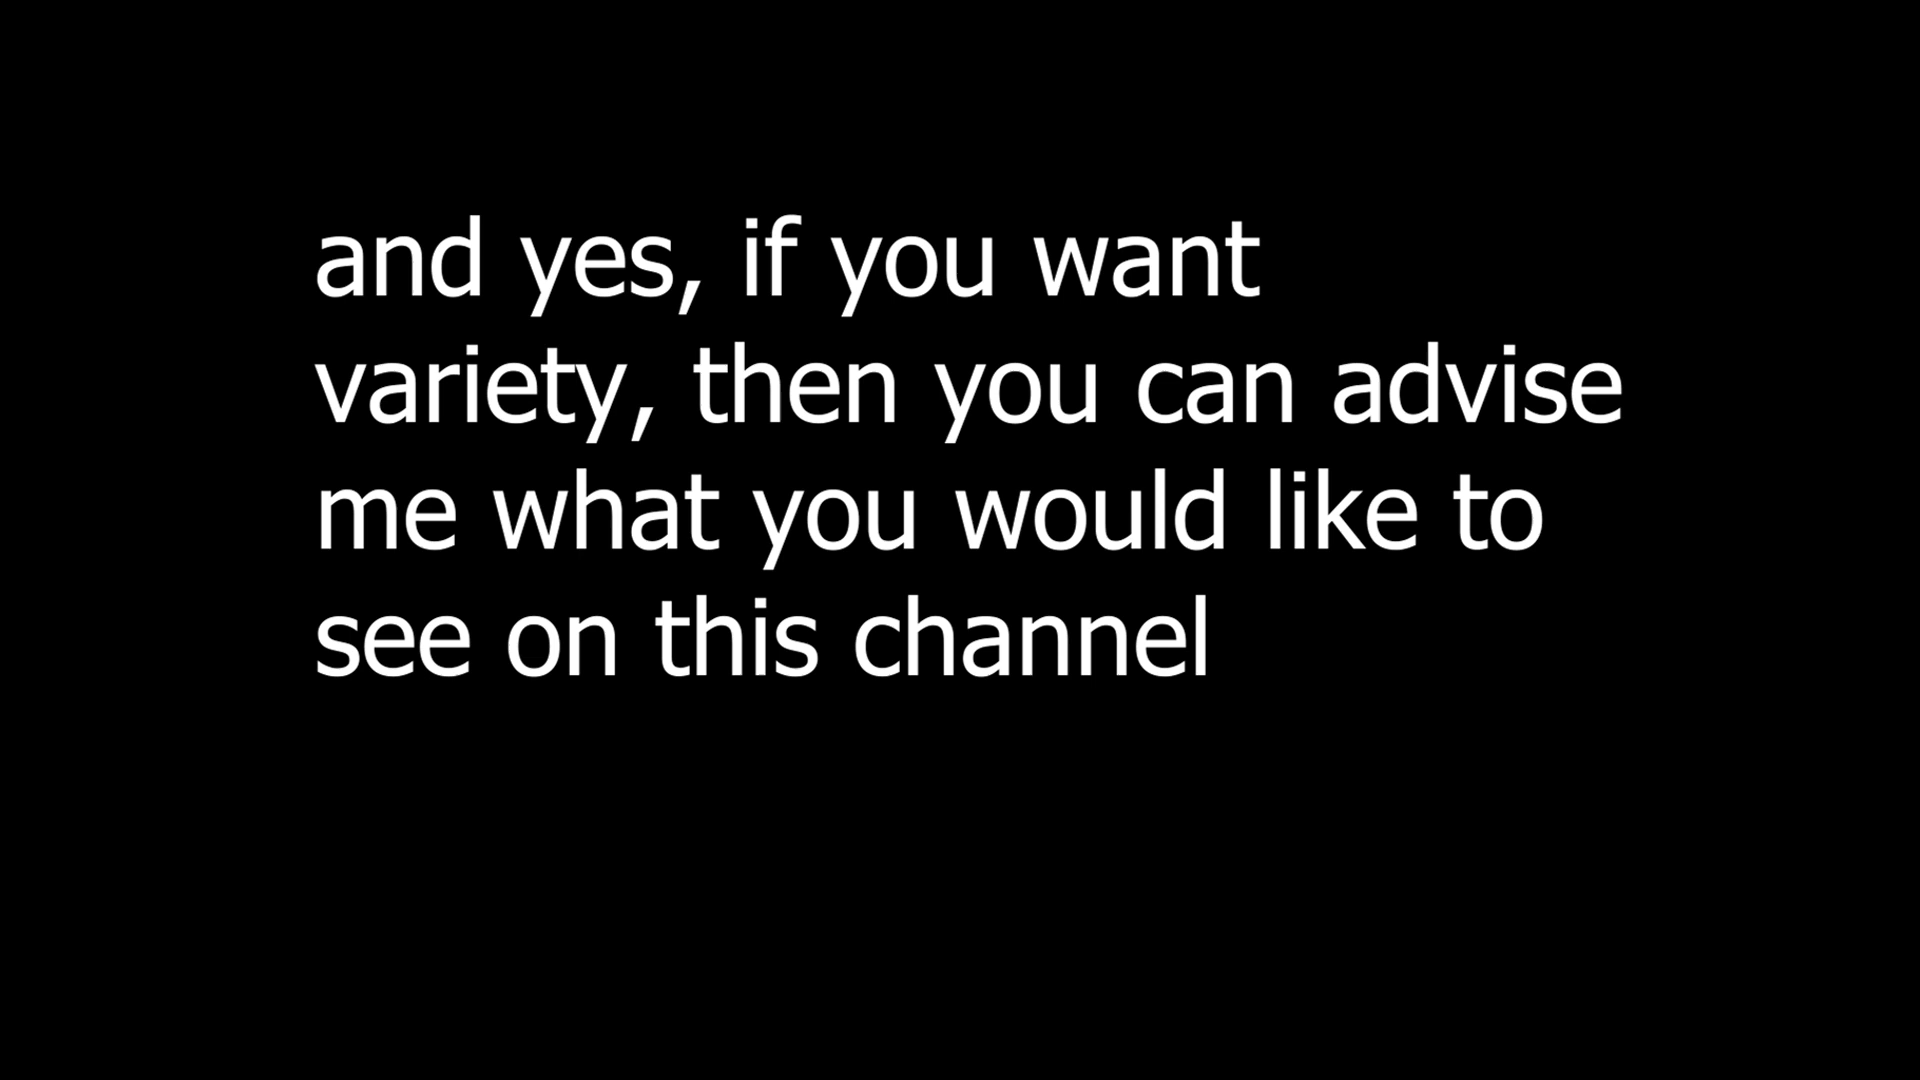 and yes, if you want
variety, then you can advise
me what you would like to
see on this channel